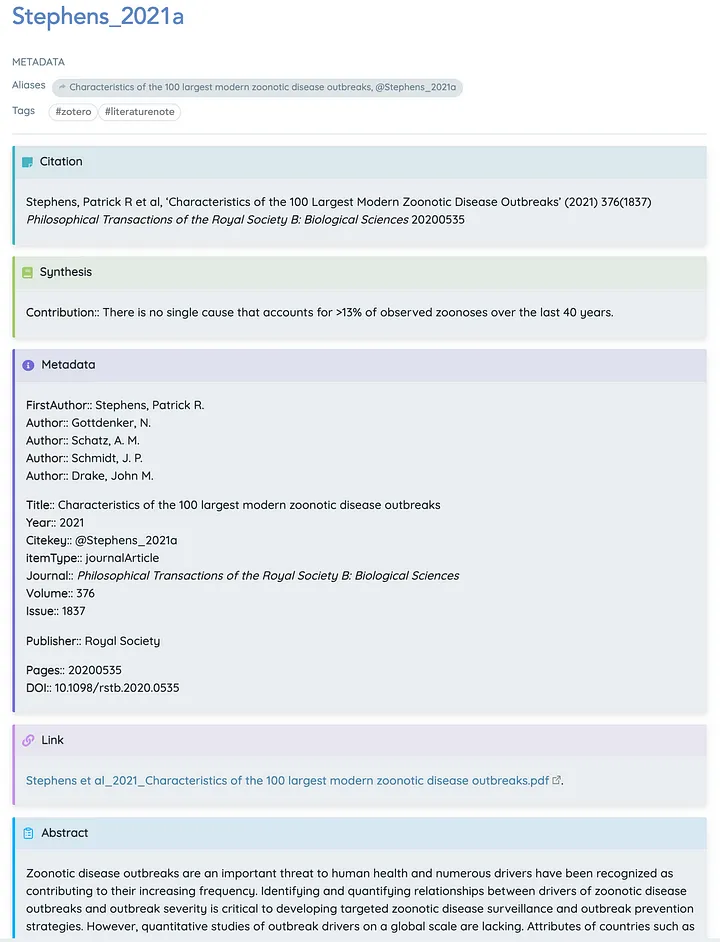 Stephens_2021a
METADATA
Aliases Characteristics of the 100 largest modern zoonotic disease outbreaks, @Stephens_2021a
Tags #zotero #literaturenote
Citation
Stephens, Patrick R et al, ‘Characteristics of the 100 Largest Modern Zoonotic Disease Outbreaks’ (2021) 376(1837)
Philosophical Transactions of the Royal Society B: Biological Sciences 20200535
Synthesis
Contribution:: There is no single cause that accounts for >13% of observed zoonoses over the last 40 years.
Metadata
FirstAuthor:: Stephens, Patrick R.
Author:: Gottdenker, N.
Author:: Schatz, A. M.
Author:: Schmidt, J. P.
Author:: Drake, John M.
Title:: Characteristics of the 100 largest modern zoonotic disease outbreaks
Year:: 2021
Citekey:: @Stephens_2021a
itemType:: journalArticle
Journal:: Philosophical Transactions of the Royal Society B: Biological Sciences
Volume:: 376
Issue:: 1837
Publisher:: Royal Society
Pages:: 20200535
DOI:: 10.1098/rstb.2020.0535
Link
Stephens et al_2021_Characteristics of the 100 largest modern zoonotic disease outbreaks.pdf.
Abstract
Zoonotic disease outbreaks are an important threat to human health and numerous drivers have been recognized as
contributing to their increasing frequency. Identifying and quantifying relationships between drivers of zoonotic disease
outbreaks and outbreak severity is critical to developing targeted zoonotic disease surveillance and outbreak prevention
strategies. However, quantitative studies of outbreak drivers on a global scale are lacking. Attributes of countries such as